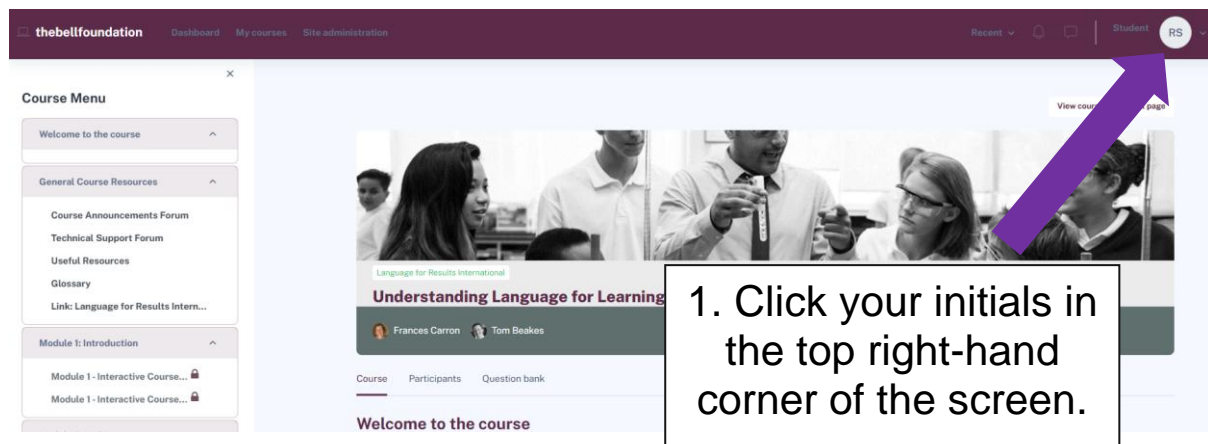 thebellfoundation Dashboard My courses Site administration Recent Student RS
Course Menu
View cour page
Welcome to the course
General Course Resources
Course Announcements Forum
Technical Support Forum
Useful Resources
Glossary
Link: Language for Results Intern...
Module 1: Introduction
Module 1 - Interactive Course...
Module 1 - Interactive Course...
Language for Results International
Understanding Language for Learning
Frances Carron Tom Beakes
Course Participants Question bank
Welcome to the course
1. Click your initials in
the top right-hand
corner of the screen.